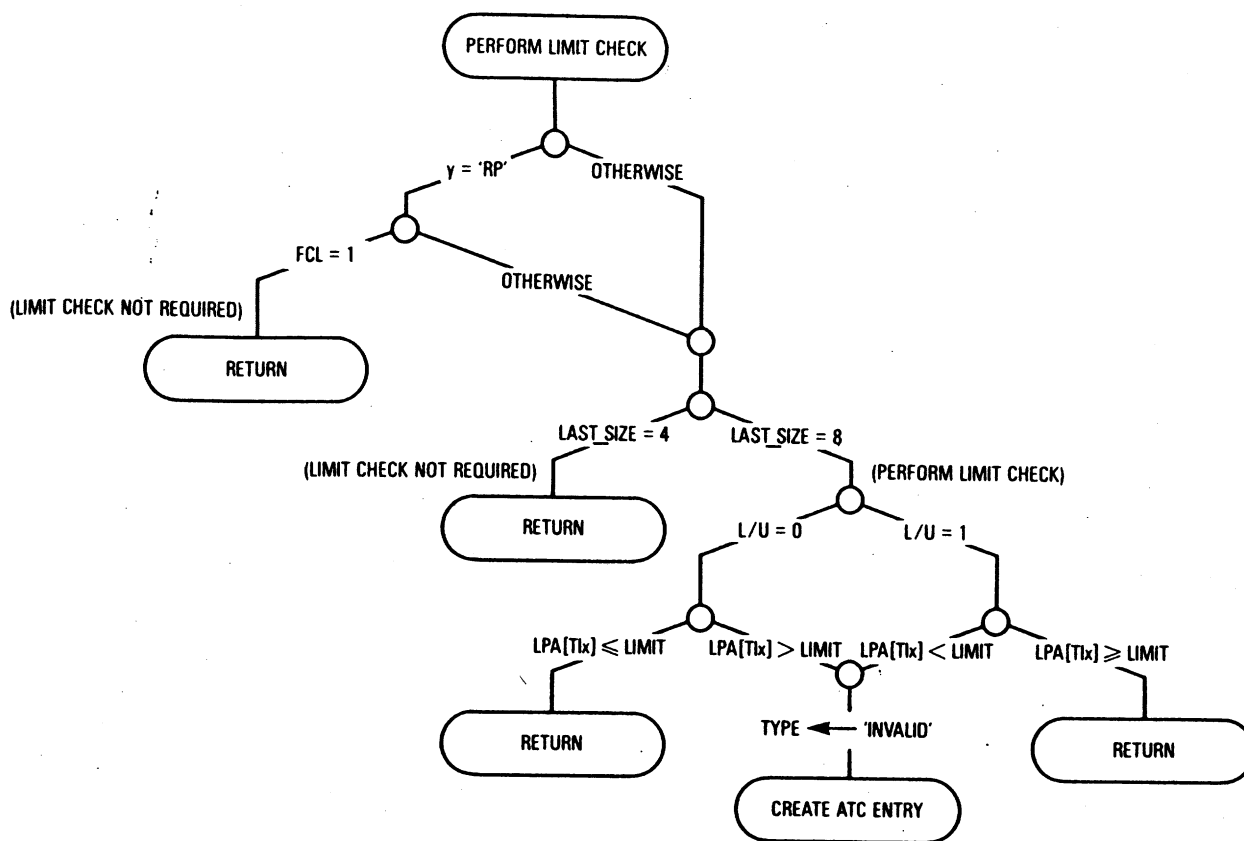 PERFORM LIMIT CHECK
y = 'RP'
OTHERWISE
FCL = 1
OTHERWISE
(LIMIT CHECK NOT REQUIRED)
RETURN
LAST_SIZE = 4
LAST_SIZE = 8
(LIMIT CHECK NOT REQUIRED)
(PERFORM LIMIT CHECK)
RETURN
L/U = 0
L/U = 1
LPA[TIx] ⩽ LIMIT
LPA[TIx] > LIMIT
LPA[TIx] < LIMIT
LPA[TIx] ⩾ LIMIT
TYPE ← 'INVALID'
RETURN
RETURN
CREATE ATC ENTRY